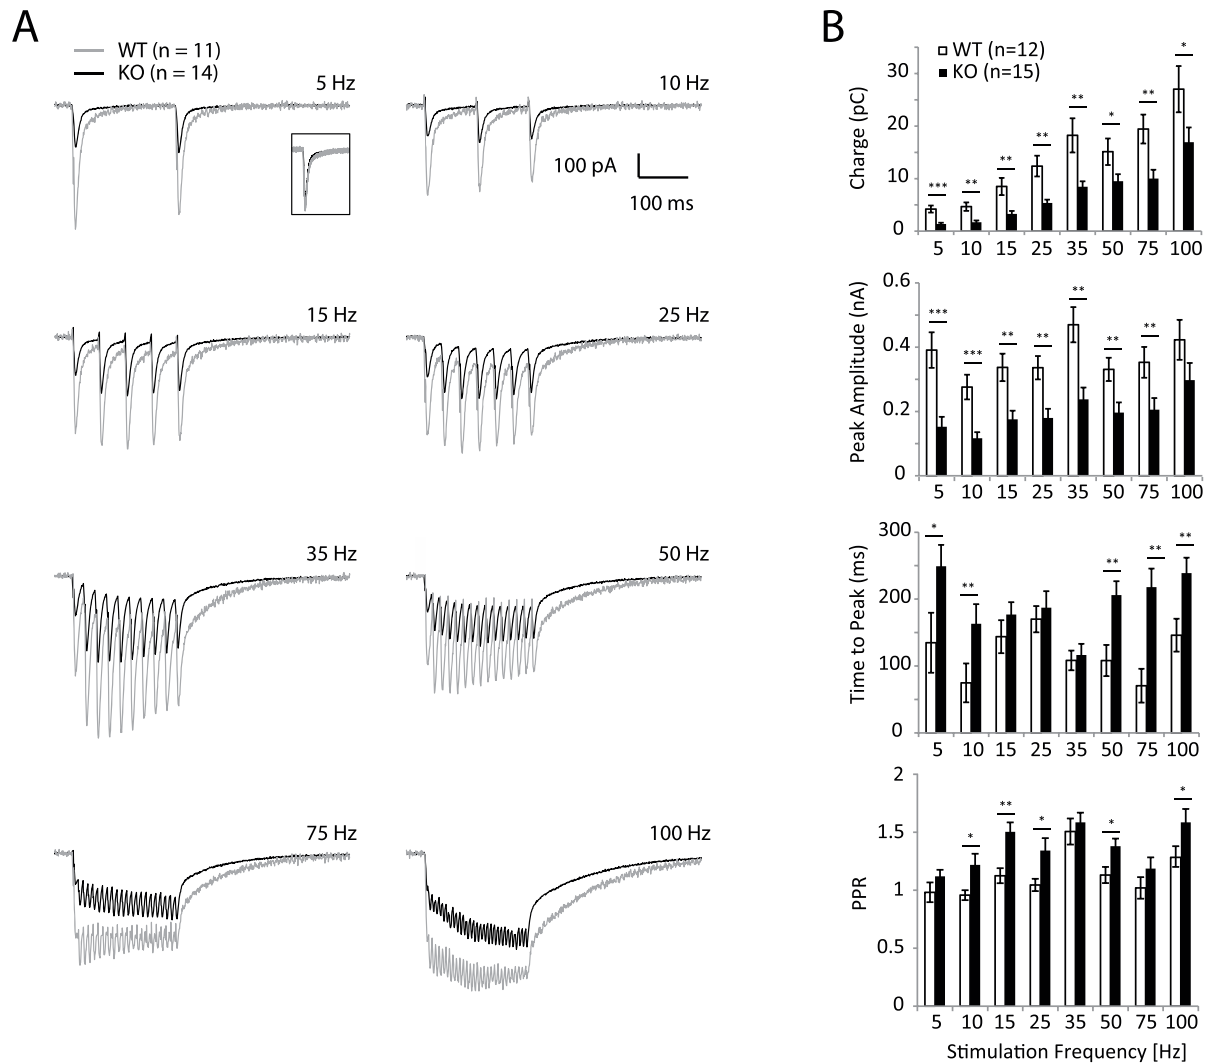 A
WT (n = 11)
KO (n = 14)
5 Hz
10 Hz
100 pA
100 ms
15 Hz
25 Hz
35 Hz
50 Hz
75 Hz
100 Hz
B
WT (n=12)
KO (n=15)
Charge (pC)
30
20
10
0
*** ** ** ** ** * ** *
5 10 15 25 35 50 75 100
Peak Amplitude (nA)
0.6
0.4
0.2
0
*** *** ** ** ** ** **
5 10 15 25 35 50 75 100
Time to Peak (ms)
300
200
100
0
* ** ** ** **
5 10 15 25 35 50 75 100
PPR
2
1.5
1
0.5
0
* ** * * *
5 10 15 25 35 50 75 100
Stimulation Frequency [Hz]